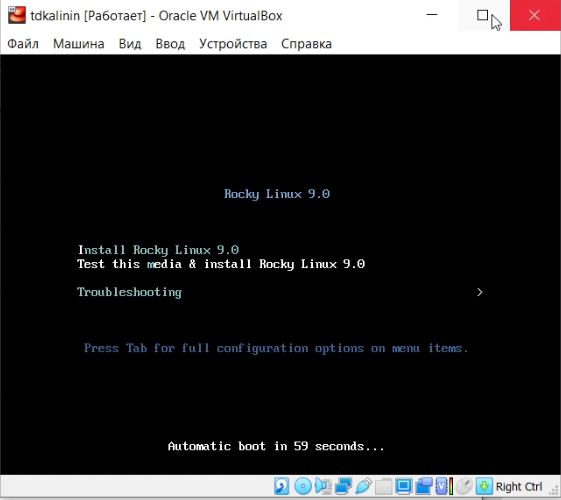 tdkalinin [Работает] - Oracle VM VirtualBox
Файл Машина Вид Ввод Устройства Справка
Rocky Linux 9.0
Install Rocky Linux 9.0
Test this media & install Rocky Linux 9.0
Troubleshooting >
Press Tab for full configuration options on menu items.
Automatic boot in 59 seconds...
Right Ctrl